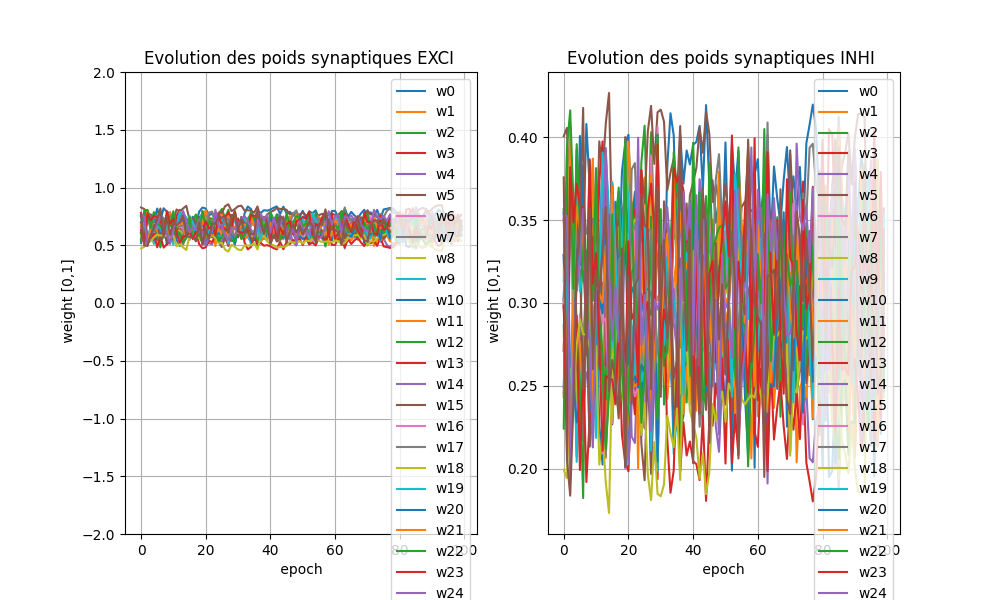 Evolution des poids synaptiques EXCI
2.0
1.5
1.0
0.5
0.0
−0.5
−1.0
−1.5
−2.0
weight [0,1]
0 20 40 60 80 100
epoch
w0
w1
w2
w3
w4
w5
w6
w7
w8
w9
w10
w11
w12
w13
w14
w15
w16
w17
w18
w19
w20
w21
w22
w23
w24
Evolution des poids synaptiques INHI
0.40
0.35
0.30
0.25
0.20
weight [0,1]
0 20 40 60 80 100
epoch
w0
w1
w2
w3
w4
w5
w6
w7
w8
w9
w10
w11
w12
w13
w14
w15
w16
w17
w18
w19
w20
w21
w22
w23
w24